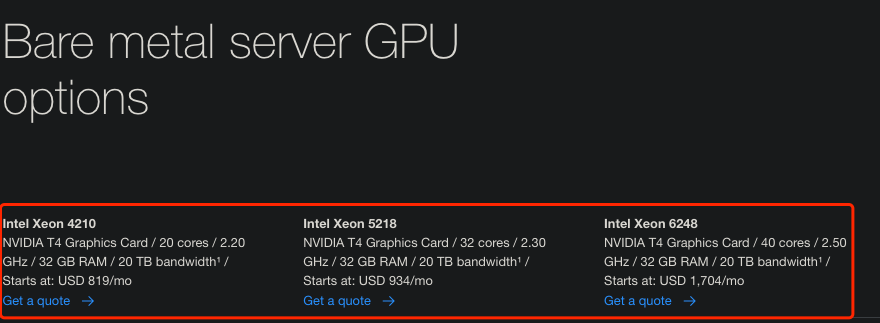 Bare metal server GPU
options
Intel Xeon 4210
NVIDIA T4 Graphics Card / 20 cores / 2.20
GHz / 32 GB RAM / 20 TB bandwidth¹ /
Starts at: USD 819/mo
Get a quote →
Intel Xeon 5218
NVIDIA T4 Graphics Card / 32 cores / 2.30
GHz / 32 GB RAM / 20 TB bandwidth¹ /
Starts at: USD 934/mo
Get a quote →
Intel Xeon 6248
NVIDIA T4 Graphics Card / 40 cores / 2.50
GHz / 32 GB RAM / 20 TB bandwidth¹ /
Starts at: USD 1,704/mo
Get a quote →